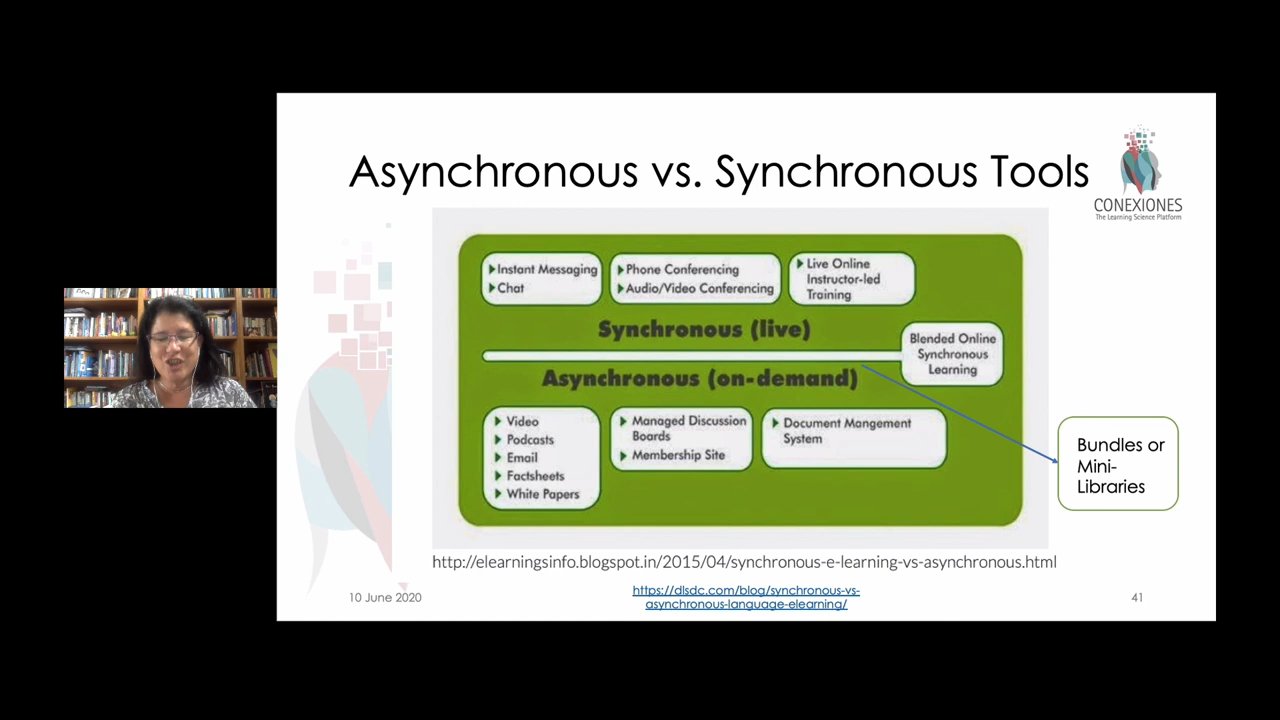 Asynchronous vs. Synchronous Tools
CONEXIONES
The Learning Science Platform
Instant Messaging
Chat
Phone Conferencing
Audio/Video Conferencing
Live Online
Instructor-led
Training
Synchronous (live)
Blended Online
Synchronous
Learning
Asynchronous (on-demand)
Video
Podcasts
Email
Factsheets
White Papers
Managed Discussion
Boards
Membership Site
Document Mangement
System
Bundles or
Mini-
Libraries
http://elearningsinfo.blogspot.in/2015/04/synchronous-e-learning-vs-asynchronous.html
10 June 2020
https://dlsdc.com/blog/synchronous-vs-
asynchronous-language-elearning/
41